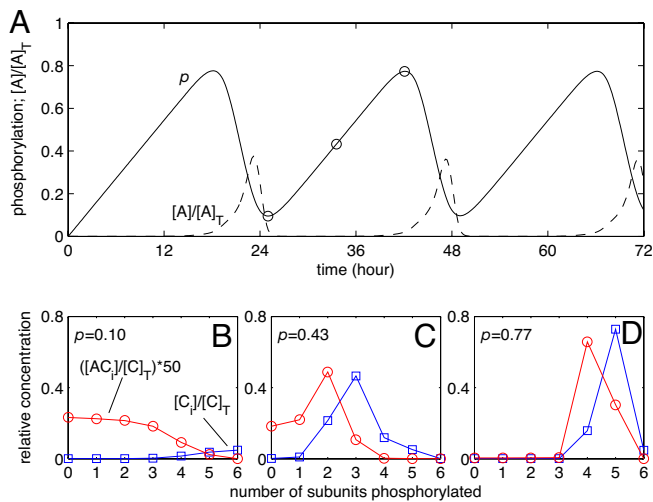 A
phosphorylation; [A]/[A]T
0.8
0.6
0.4
0.2
0
p
[A]/[A]T
0 12 24 36 48 60 72
time (hour)
relative concentration
0.8
0.4
0
p=0.10
B
([ACi]/[C]T)*50
[Ci]/[C]T
0 1 2 3 4 5 6
0.8
0.4
0
p=0.43
C
0 1 2 3 4 5 6
0.8
0.4
0
p=0.77
D
0 1 2 3 4 5 6
number of subunits phosphorylated